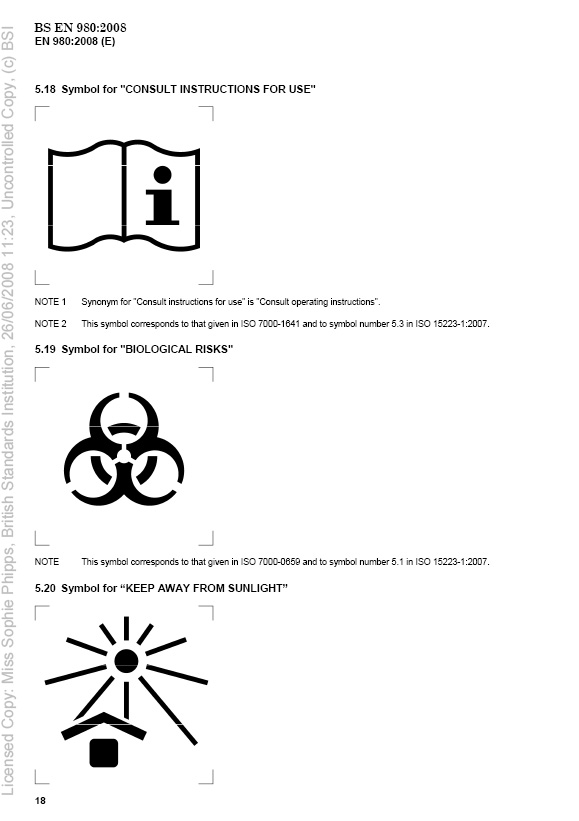 BS EN 980:2008
EN 980:2008 (E)
5.18 Symbol for "CONSULT INSTRUCTIONS FOR USE"
i
NOTE 1 Synonym for "Consult instructions for use" is "Consult operating instructions".
NOTE 2 This symbol corresponds to that given in ISO 7000-1641 and to symbol number 5.3 in ISO 15223-1:2007.
5.19 Symbol for "BIOLOGICAL RISKS"
NOTE This symbol corresponds to that given in ISO 7000-0659 and to symbol number 5.1 in ISO 15223-1:2007.
5.20 Symbol for “KEEP AWAY FROM SUNLIGHT”
18
Licensed Copy: Miss Sophie Phipps, British Standards Institution, 26/06/2008 11:23, Uncontrolled Copy, (c) BSI